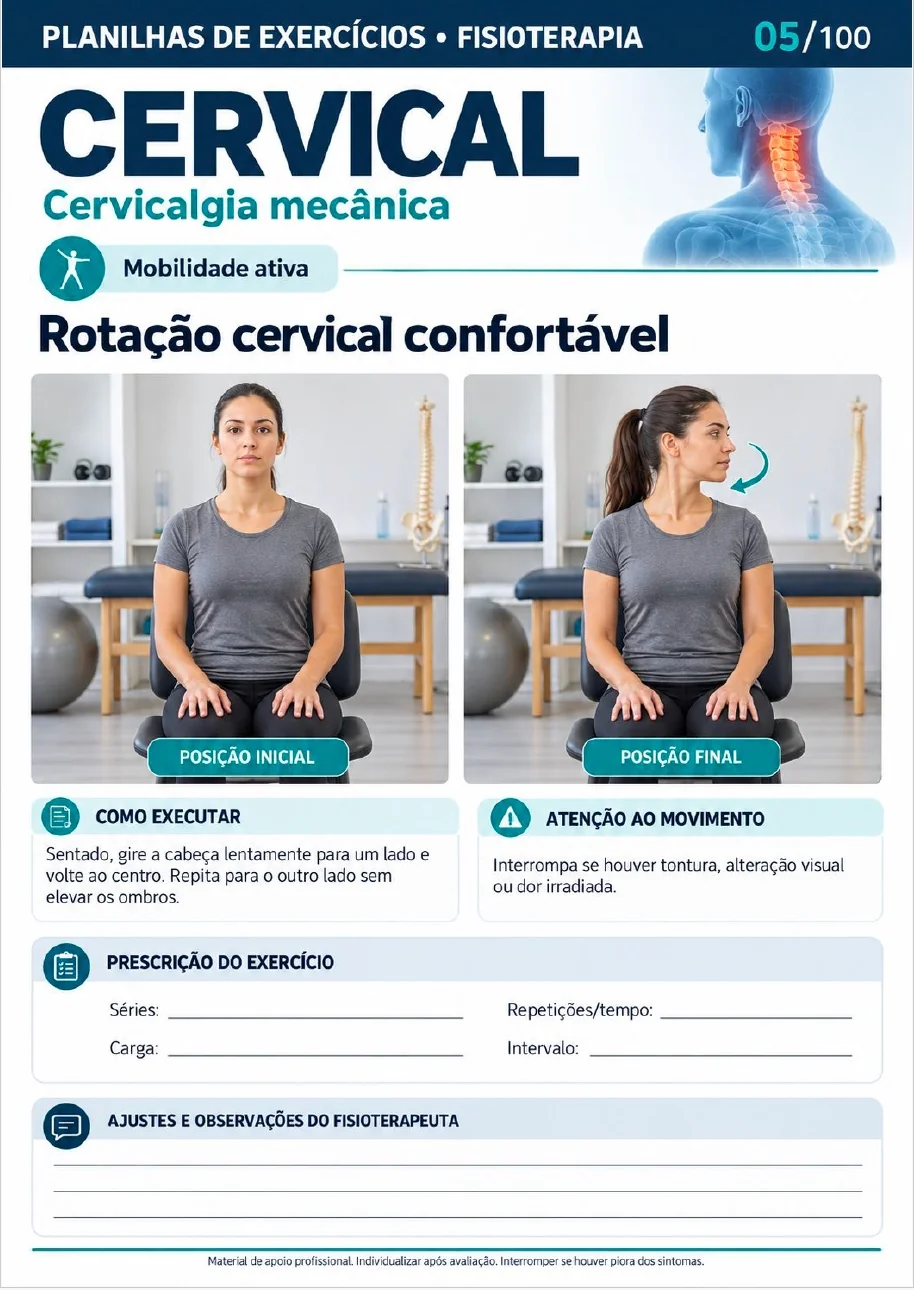 PLANILHAS DE EXERCÍCIOS • FISIOTERAPIA
05/100
CERVICAL
Cervicalgia mecânica
Mobilidade ativa
Rotação cervical confortável
POSIÇÃO INICIAL
POSIÇÃO FINAL
COMO EXECUTAR
Sentado, gire a cabeça lentamente para um lado e
volte ao centro. Repita para o outro lado sem
elevar os ombros.
ATENÇÃO AO MOVIMENTO
Interrompa se houver tontura, alteração visual
ou dor irradiada.
PRESCRIÇÃO DO EXERCÍCIO
Séries:
Repetições/tempo:
Carga:
Intervalo:
AJUSTES E OBSERVAÇÕES DO FISIOTERAPEUTA
Material de apoio profissional. Individualizar após avaliação. Interromper se houver piora dos sintomas.